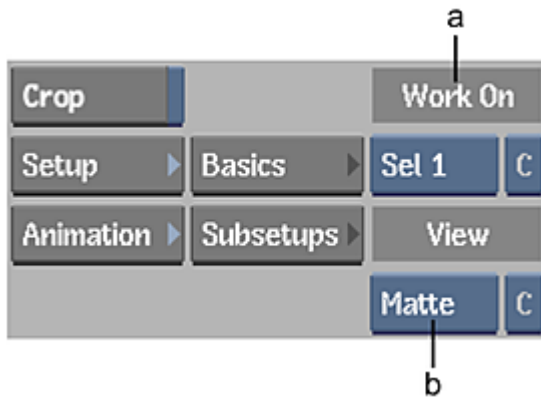 a
Crop Work On
Setup Basics Sel 1 C
Animation Subsetups View
Matte C
b